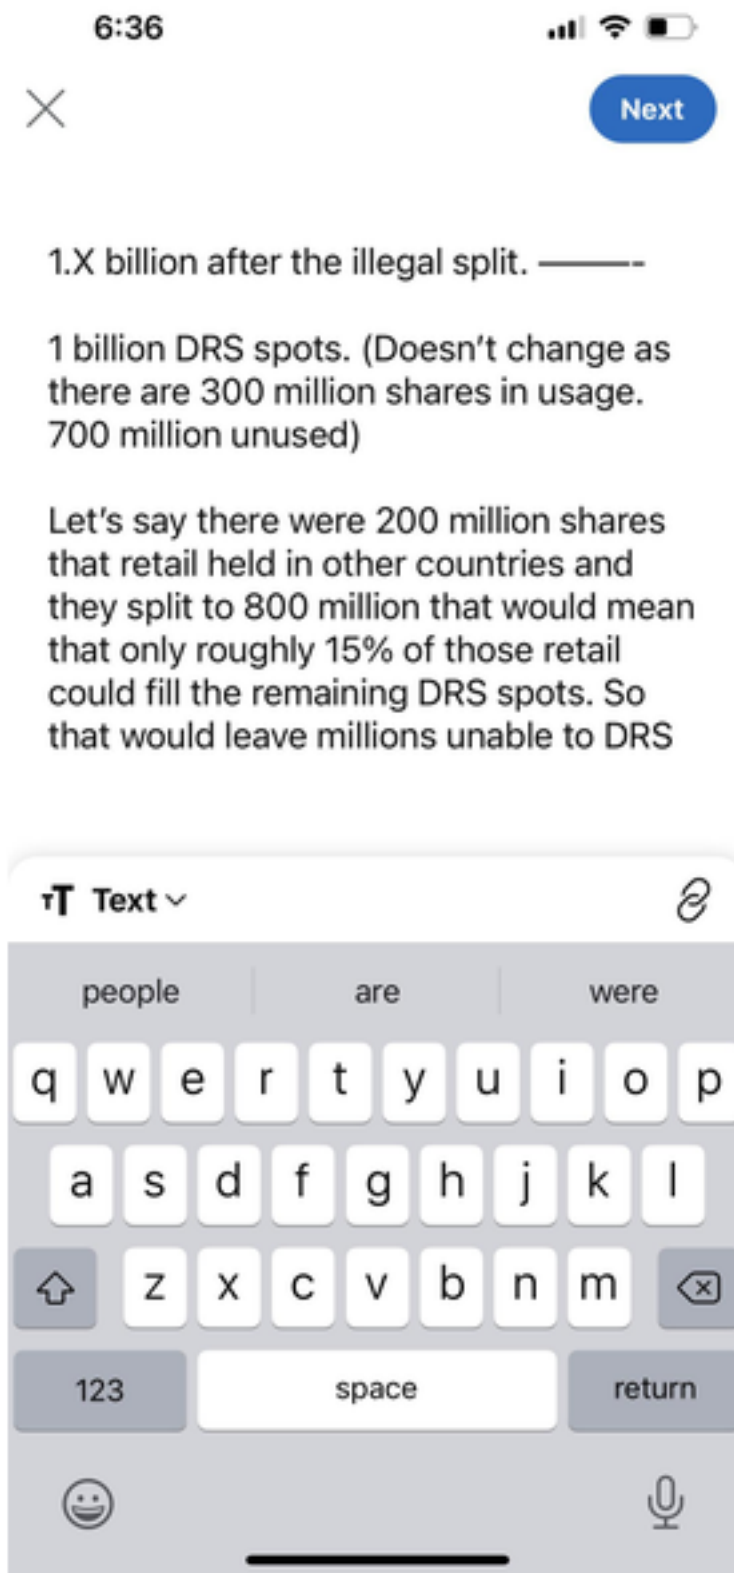 6:36
Next
1.X billion after the illegal split. ———-
1 billion DRS spots. (Doesn't change as
there are 300 million shares in usage.
700 million unused)
Let's say there were 200 million shares
that retail held in other countries and
they split to 800 million that would mean
that only roughly 15% of those retail
could fill the remaining DRS spots. So
that would leave millions unable to DRS
TT Text
people are were
q w e r t y u i o p
a s d f g h j k l
z x c v b n m
123 space return